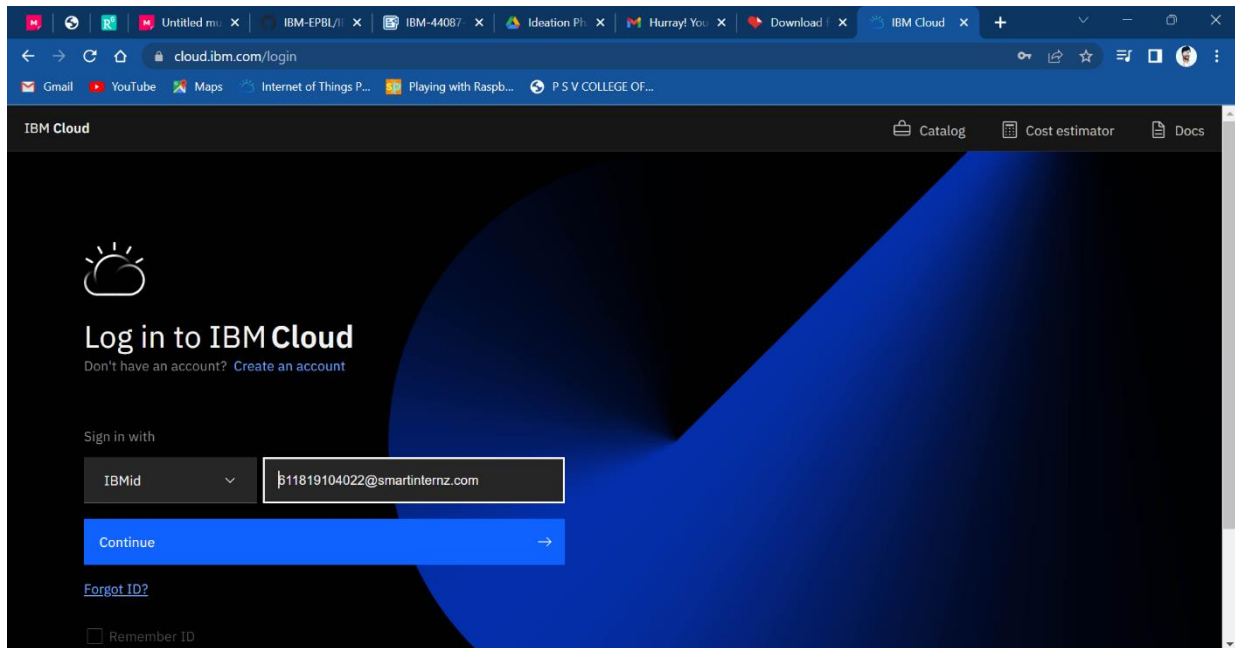 Untitled mu
IBM-EPBL/I
IBM-44087-
Ideation Ph
Hurray! You
Download f
IBM Cloud
cloud.ibm.com/login
Gmail
YouTube
Maps
Internet of Things P...
Playing with Raspb...
P S V COLLEGE OF...
IBM Cloud
Catalog
Cost estimator
Docs
Log in to IBM Cloud
Don't have an account? Create an account
Sign in with
IBMid
611819104022@smartinternz.com
Continue
Forgot ID?
Remember ID